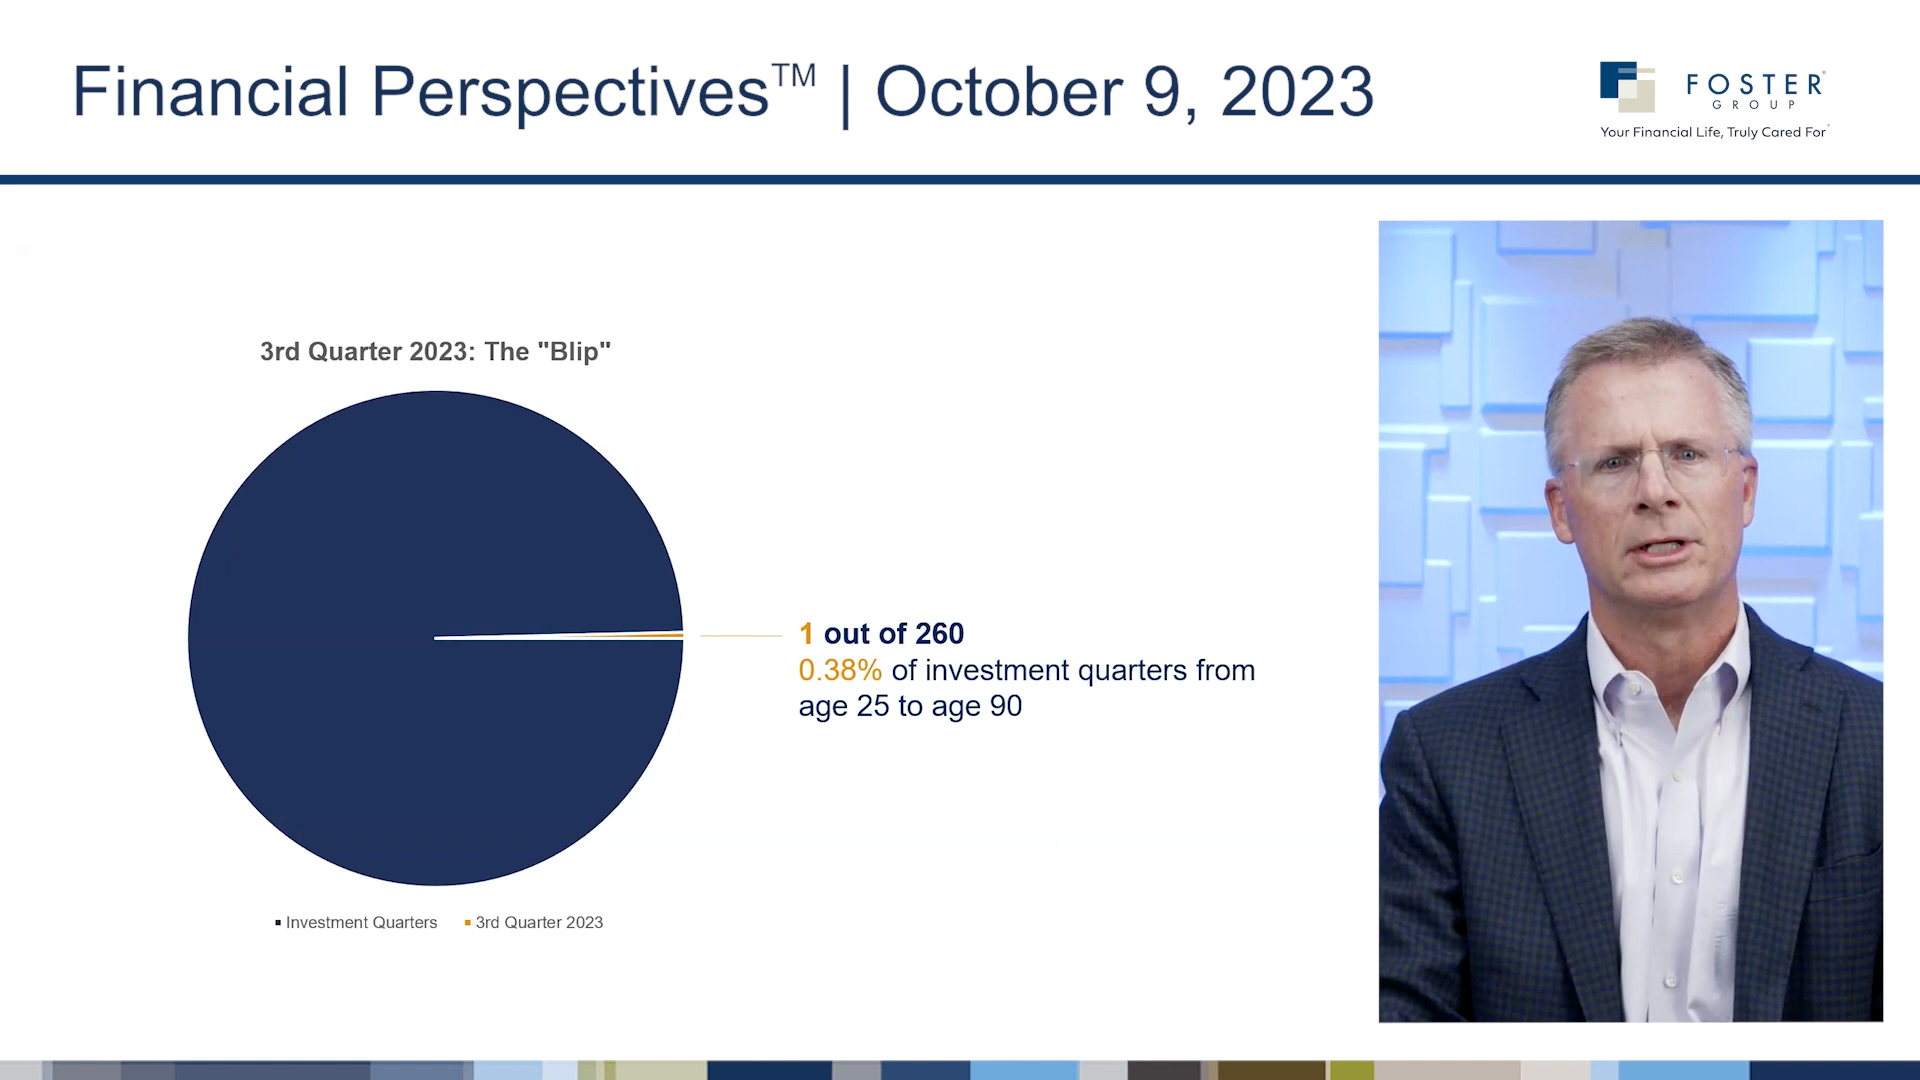 Financial Perspectives™ | October 9, 2023
FOSTER®
GROUP
Your Financial Life, Truly Cared For®
3rd Quarter 2023: The "Blip"
1 out of 260
0.38% of investment quarters from
age 25 to age 90
Investment Quarters
3rd Quarter 2023